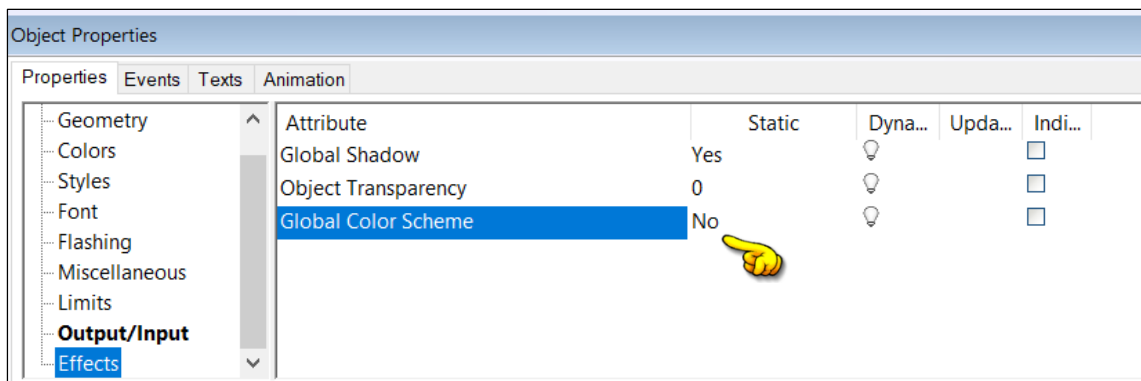 Object Properties
Properties Events Texts Animation
Geometry
Colors
Styles
Font
Flashing
Miscellaneous
Limits
Output/Input
Effects
Attribute Static Dyna... Upda... Indi...
Global Shadow Yes
Object Transparency 0
Global Color Scheme No